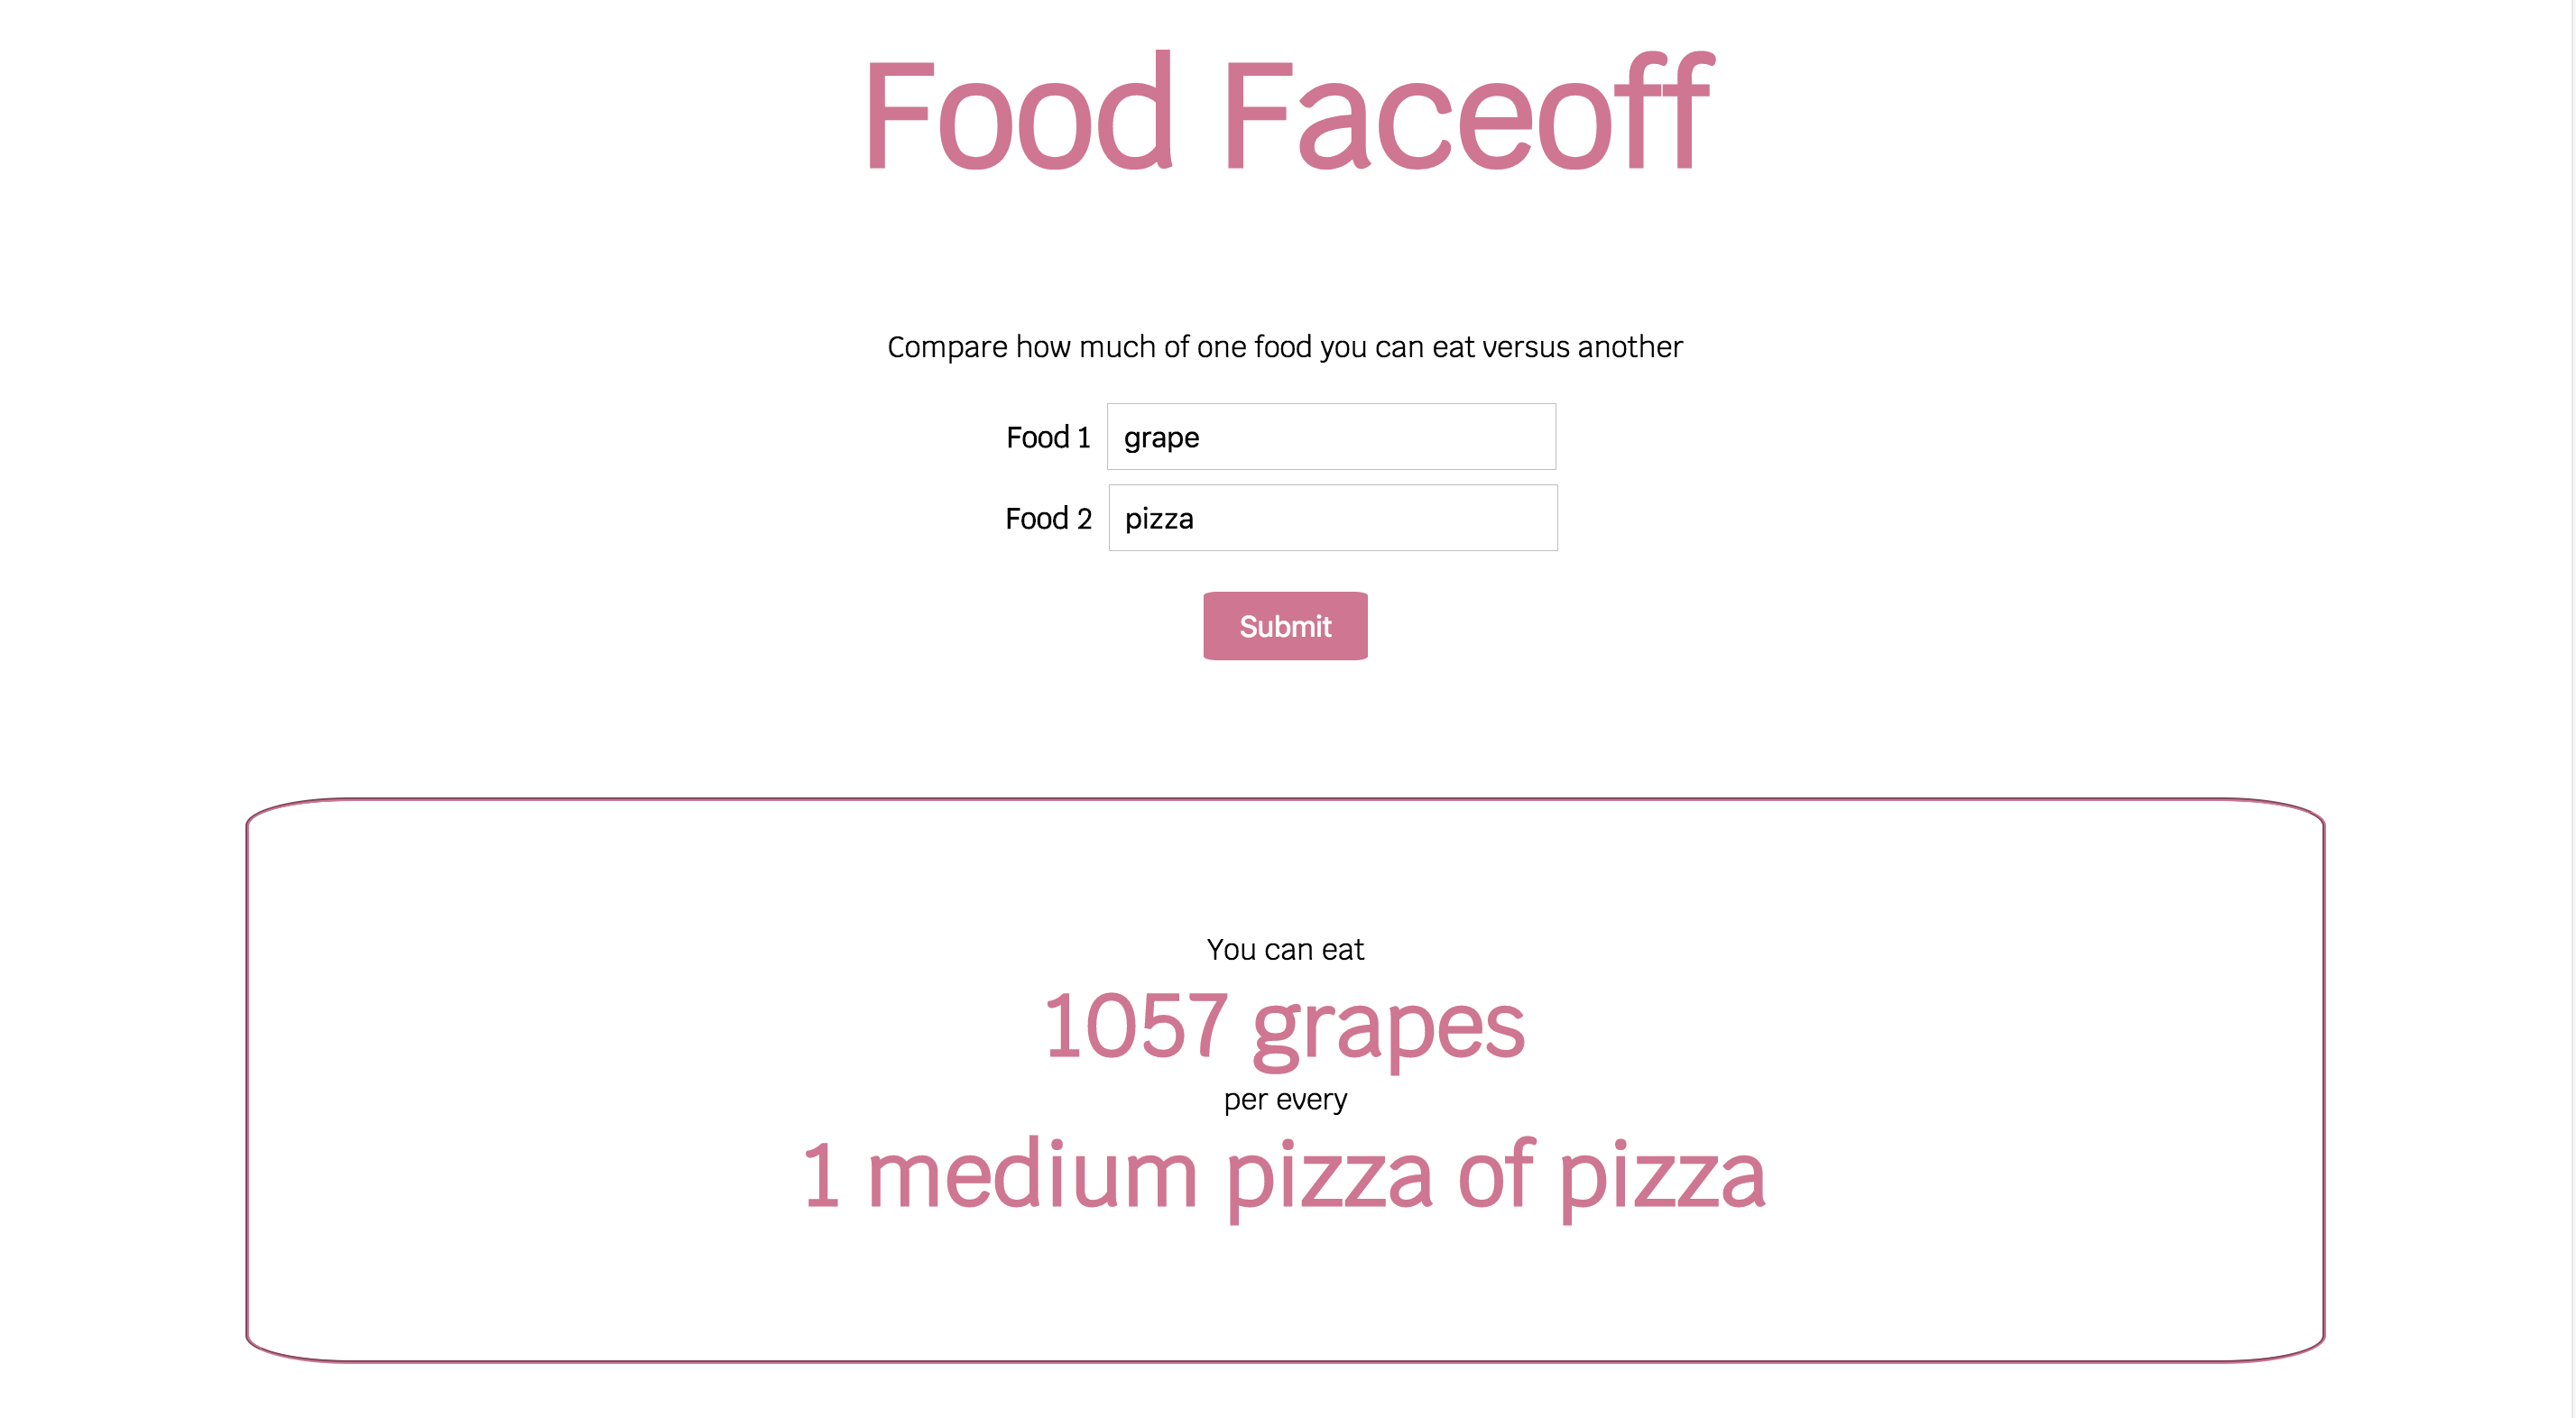 Food Faceoff
Compare how much of one food you can eat versus another
Food 1 grape
Food 2 pizza
Submit
You can eat
1057 grapes
per every
1 medium pizza of pizza